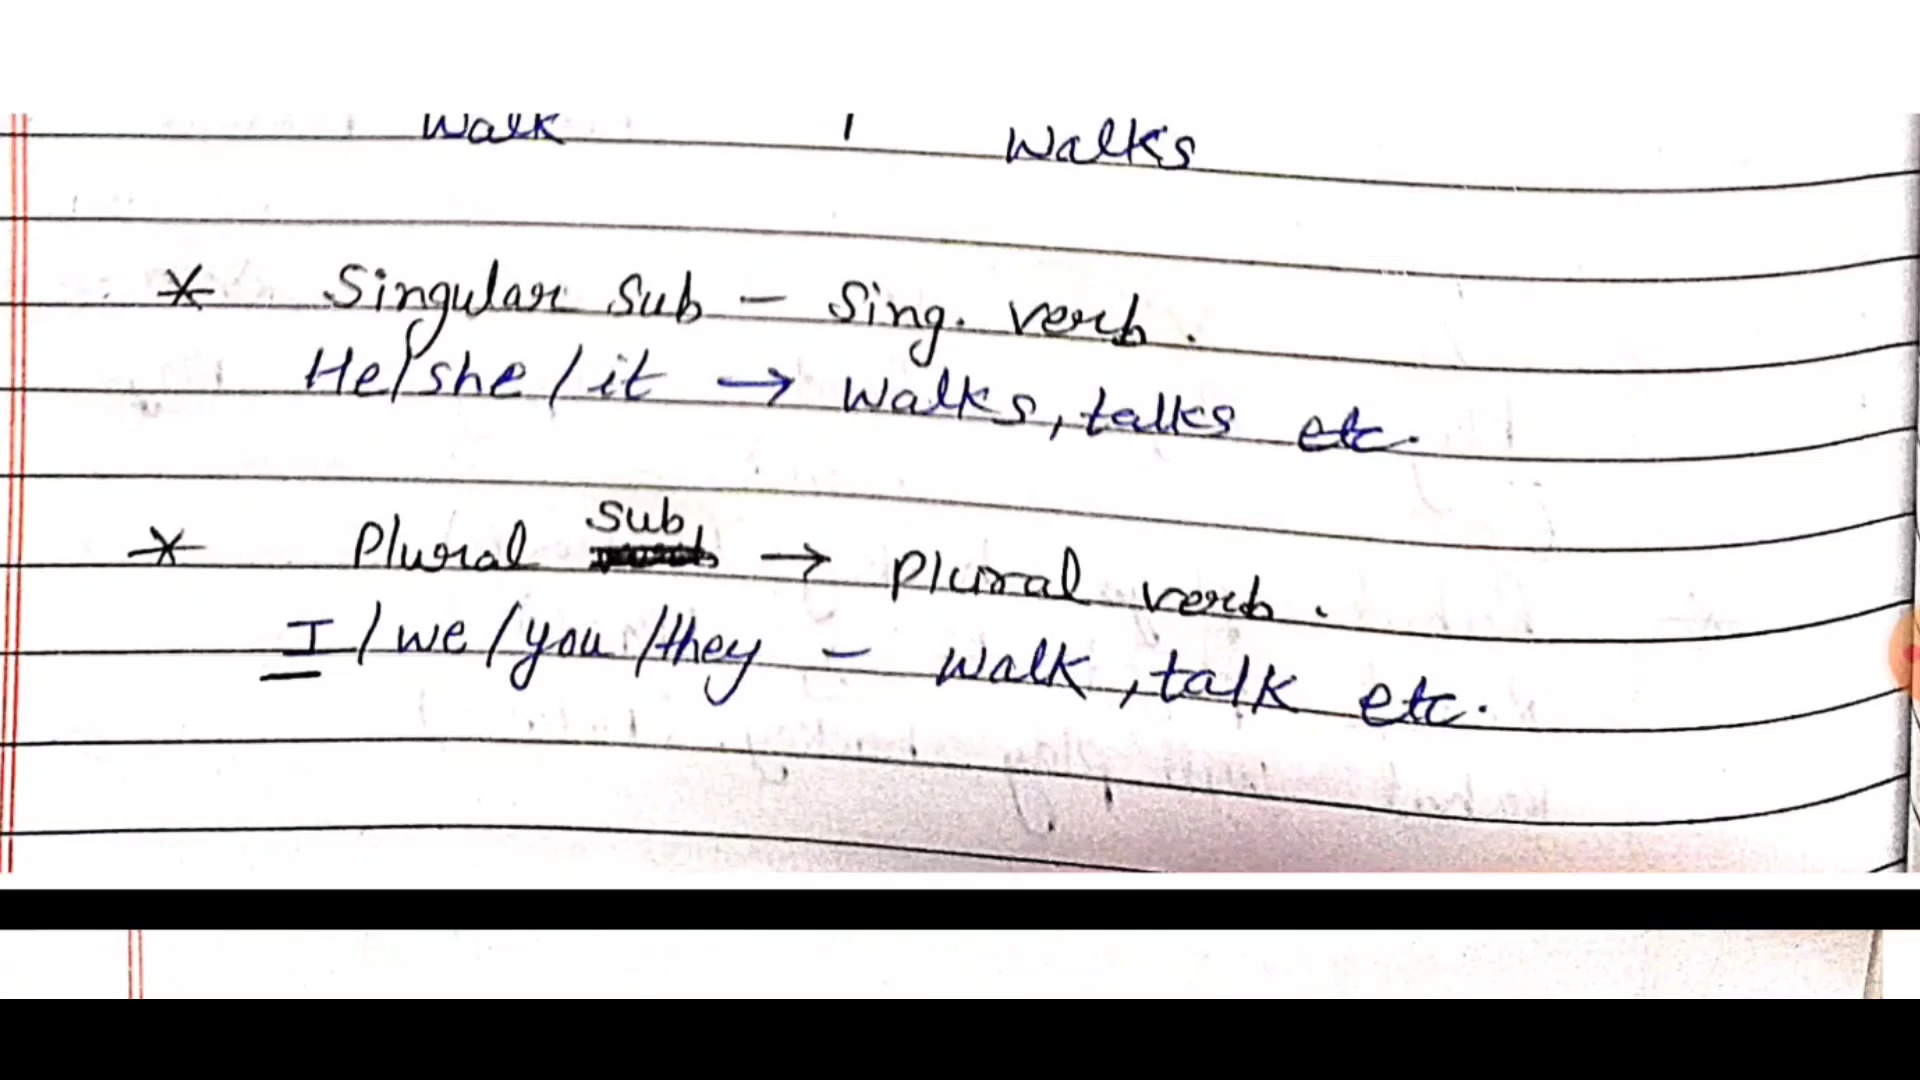 walk | walks
* Singular sub - Sing. verb.
He/she/it → walks, talks etc.
* Plural sub → plural verb.
I/we/you/they - walk, talk etc.